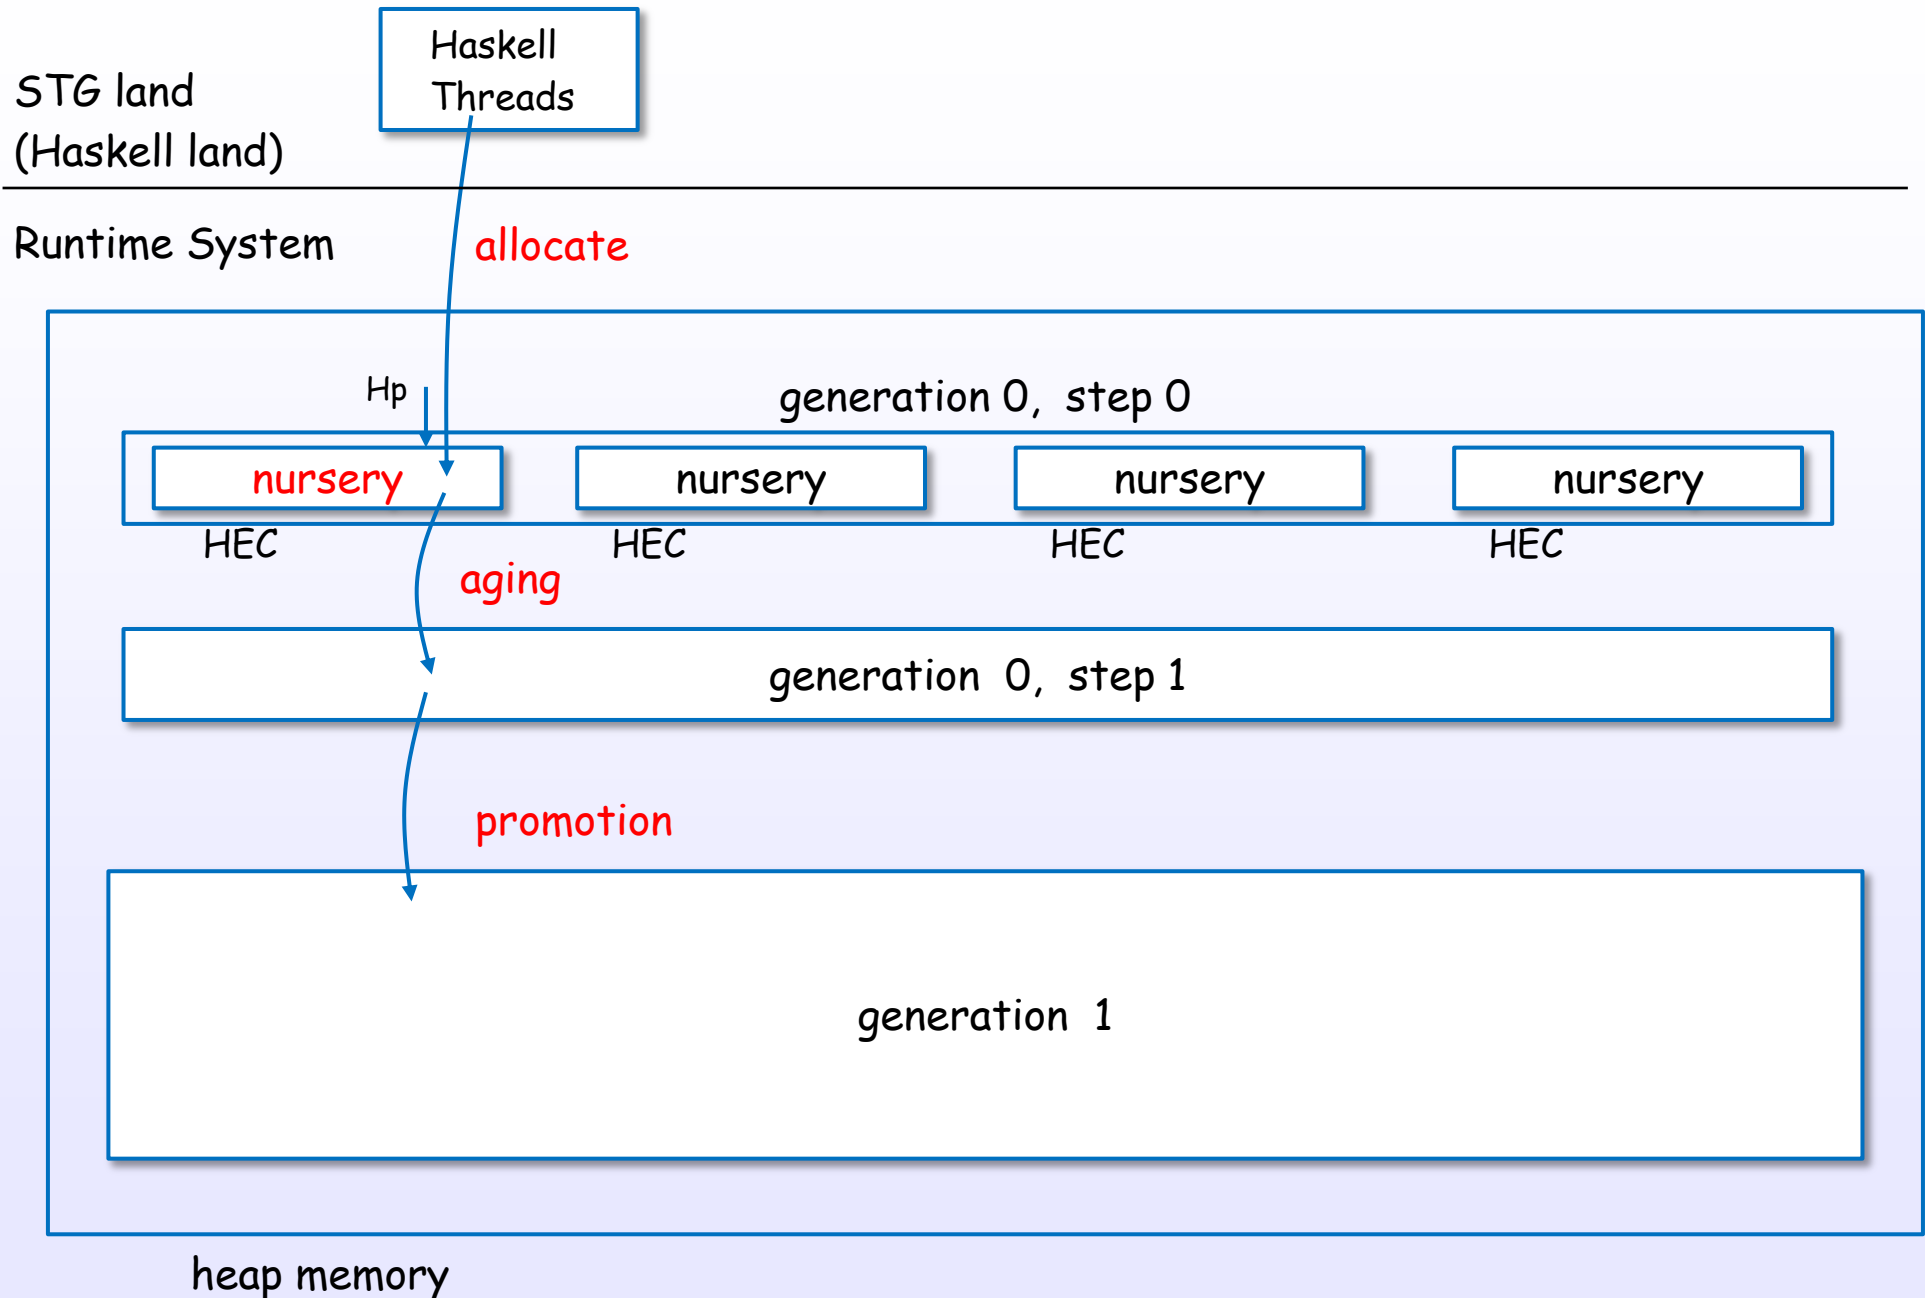 Haskell
Threads
STG land
(Haskell land)
Runtime System
allocate
Hp
generation 0, step 0
nursery
nursery
nursery
nursery
HEC
HEC
HEC
HEC
aging
generation 0, step 1
promotion
generation 1
heap memory